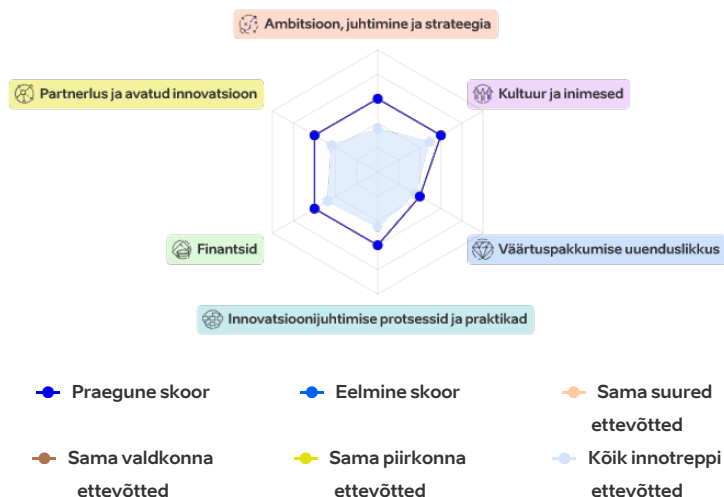 Ambitsioon, juhtimine ja strateegia
Partnerlus ja avatud innovatsioon
Kultuur ja inimesed
Finantsid
Väärtuspakkumise uuenduslikkus
Innovatsioonijuhtimise protsessid ja praktikad
Praegune skoor
Eelmine skoor
Sama suured
ettevõtted
Sama valdkonna
ettevõtted
Sama piirkonna
ettevõtted
Kõik innotreppi
ettevõtted